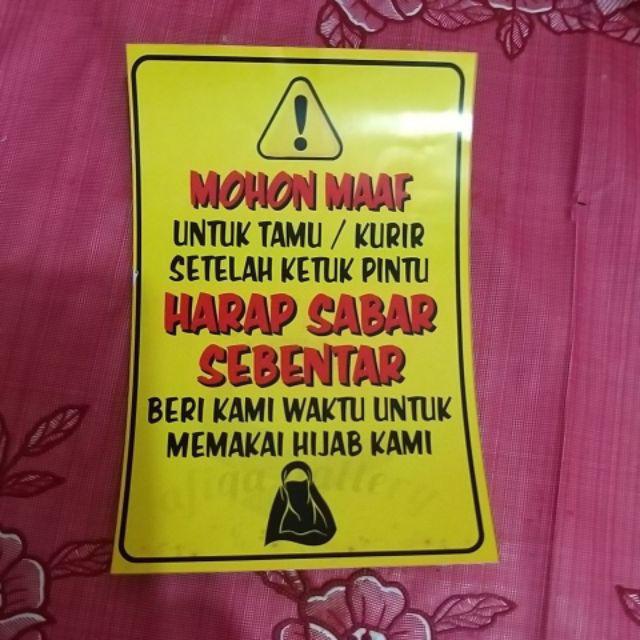 !
MOHON MAAF
UNTUK TAMU / KURIR
SETELAH KETUK PINTU
HARAP SABAR
SEBENTAR
BERI KAMI WAKTU UNTUK
MEMAKAI HIJAB KAMI